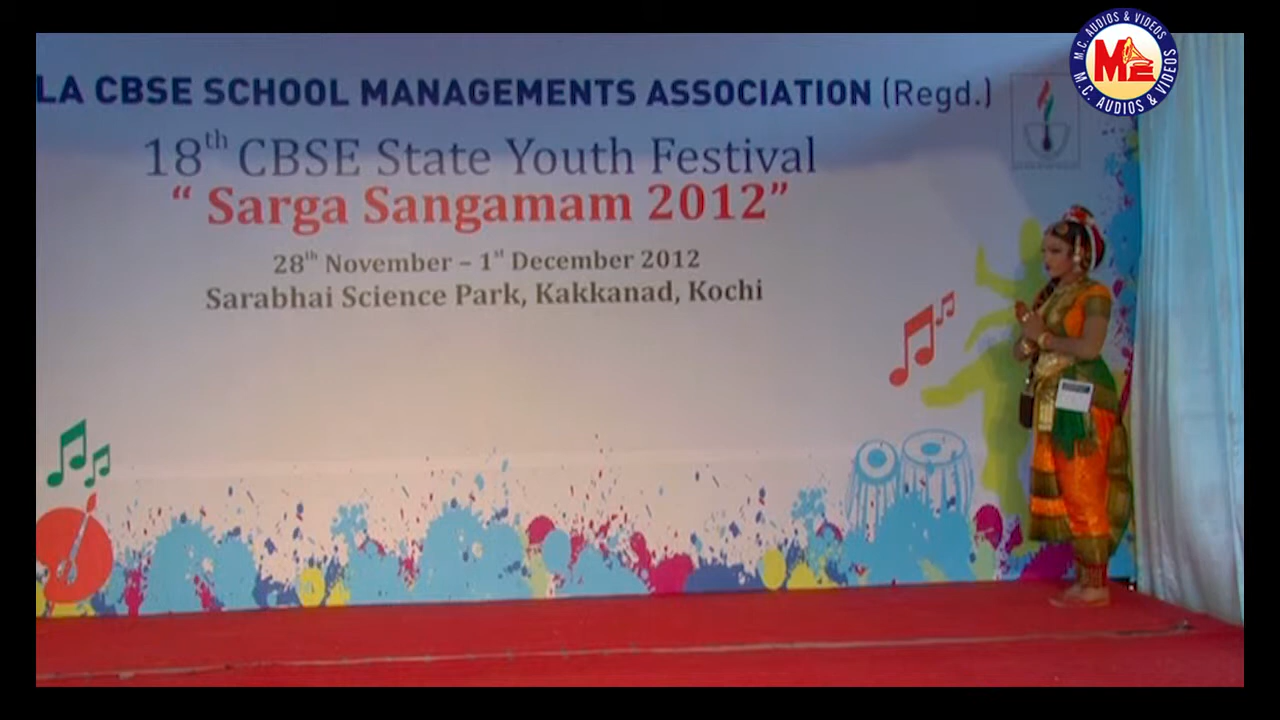 M.C. AUDIOS & VIDEOS
M.C. AUDIOS & VIDEOS
LA CBSE SCHOOL MANAGEMENTS ASSOCIATION (Regd.)
18th CBSE State Youth Festival
“ Sarga Sangamam 2012”
28th November – 1st December 2012
Sarabhai Science Park, Kakkanad, Kochi